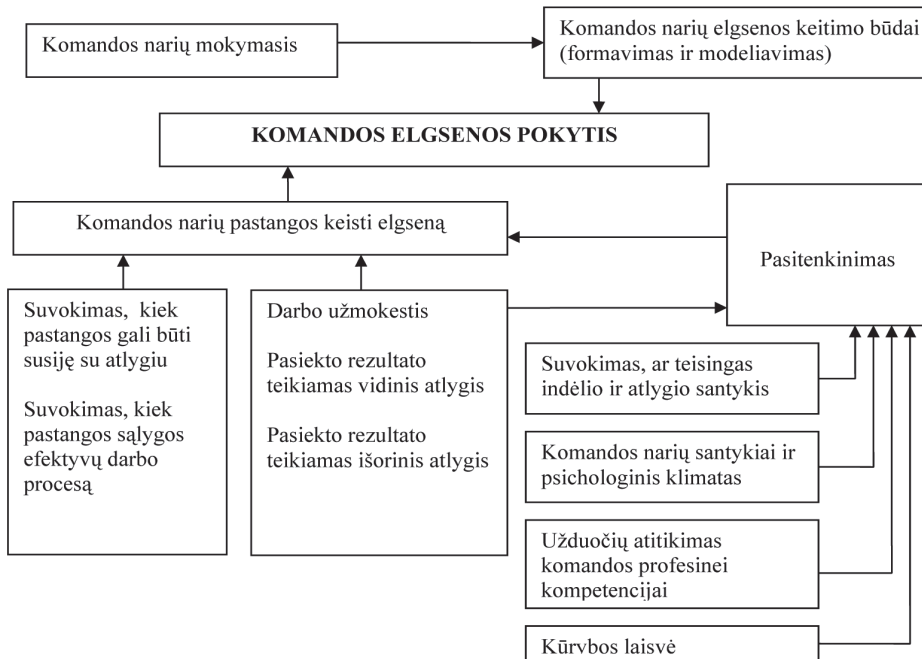 Komandos narių mokymasis
Komandos narių elgsenos keitimo būdai
(formavimas ir modeliavimas)
KOMANDOS ELGSENOS POKYTIS
Komandos narių pastangos keisti elgseną
Pasitenkinimas
Suvokimas, kiek
pastangos gali būti
susiję su atlygiu
Suvokimas, kiek
pastangos sąlygos
efektyvų darbo
procesą
Darbo užmokestis
Pasiekto rezultato
teikiamas vidinis atlygis
Pasiekto rezultato
teikiamas išorinis atlygis
Suvokimas, ar teisingas
indėlio ir atlygio santykis
Komandos narių santykiai ir
psichologinis klimatas
Užduočių atitikimas
komandos profesinei
kompetencijai
Kūrybos laisvė